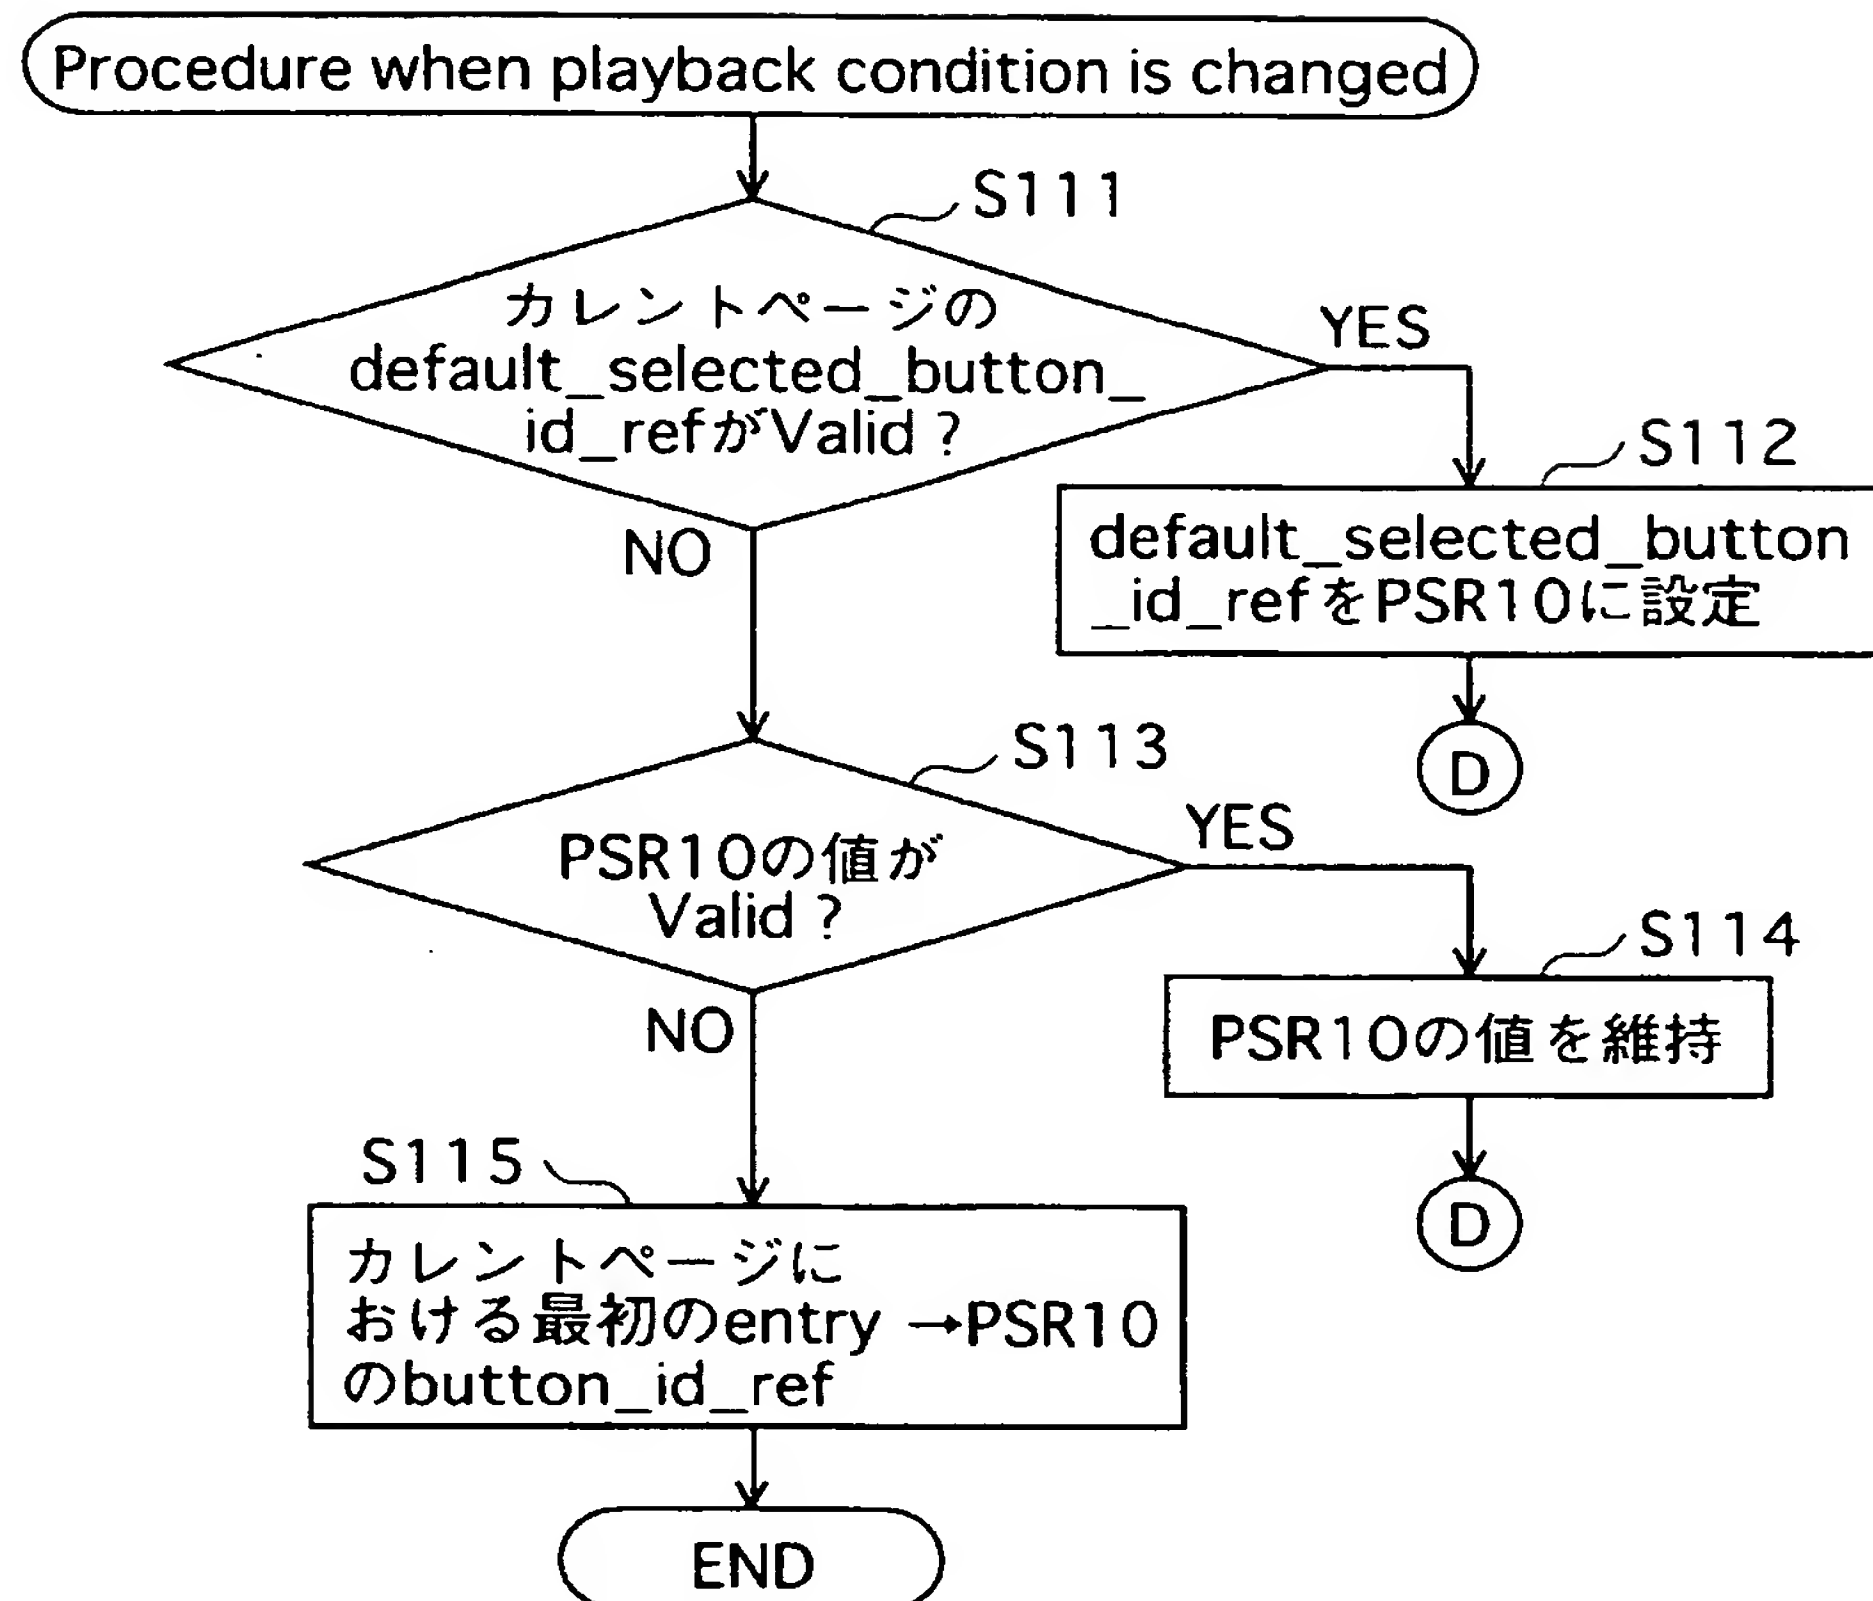 Procedure when playback condition is changed
S111
カレントページの
default_selected_button_
id_refがValid?
YES
NO
S112
default_selected_button
_id_refをPSR10に設定
D
S113
PSR10の値が
Valid?
YES
NO
S114
PSR10の値を維持
D
S115
カレントページに
おける最初のentry →PSR10
のbutton_id_ref
END